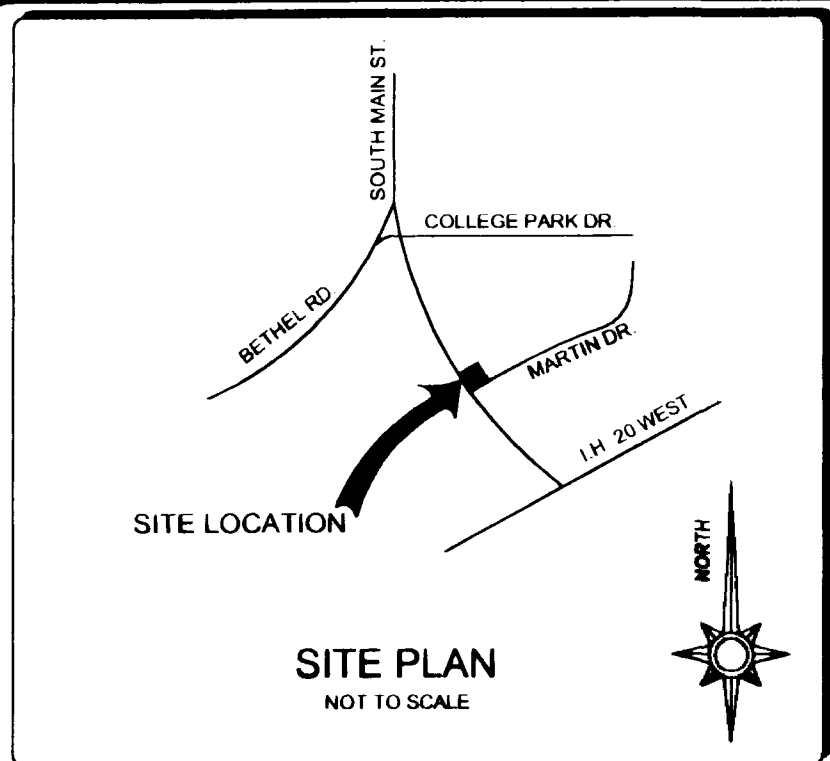 SOUTH MAIN ST.
COLLEGE PARK DR.
BETHEL RD.
MARTIN DR.
I.H 20 WEST
SITE LOCATION
NORTH
SITE PLAN
NOT TO SCALE